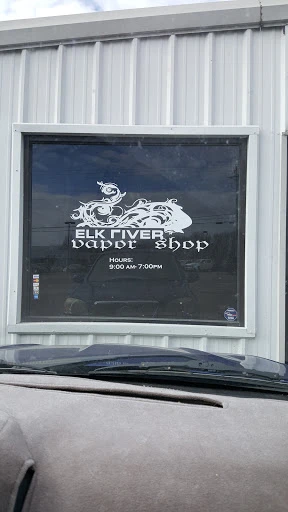 ELK rIVER
vapor shop
HOURS:
9:00 AM-7:00PM